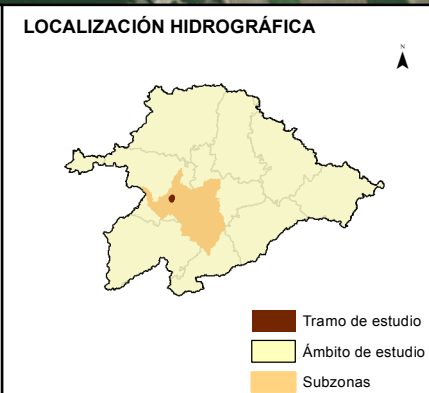 LOCALIZACIÓN HIDROGRÁFICA
N
Tramo de estudio
Ámbito de estudio
Subzonas